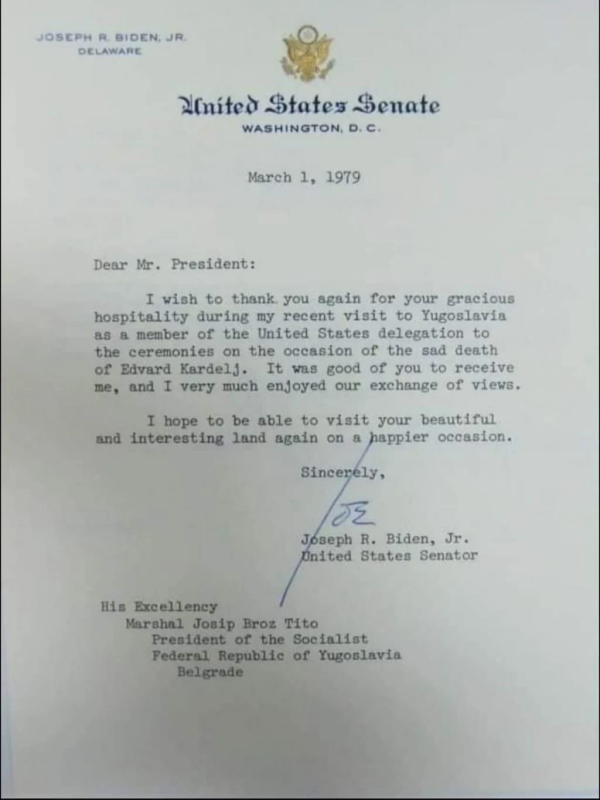 JOSEPH R. BIDEN, JR.
DELAWARE
United States Senate
WASHINGTON, D. C.
March 1, 1979
Dear Mr. President:
I wish to thank you again for your gracious
hospitality during my recent visit to Yugoslavia
as a member of the United States delegation to
the ceremonies on the occasion of the sad death
of Edvard Kardelj. It was good of you to receive
me, and I very much enjoyed our exchange of views.
I hope to be able to visit your beautiful
and interesting land again on a happier occasion.
Sincerely,
JOE
Joseph R. Biden, Jr.
United States Senator
His Excellency
Marshal Josip Broz Tito
President of the Socialist
Federal Republic of Yugoslavia
Belgrade